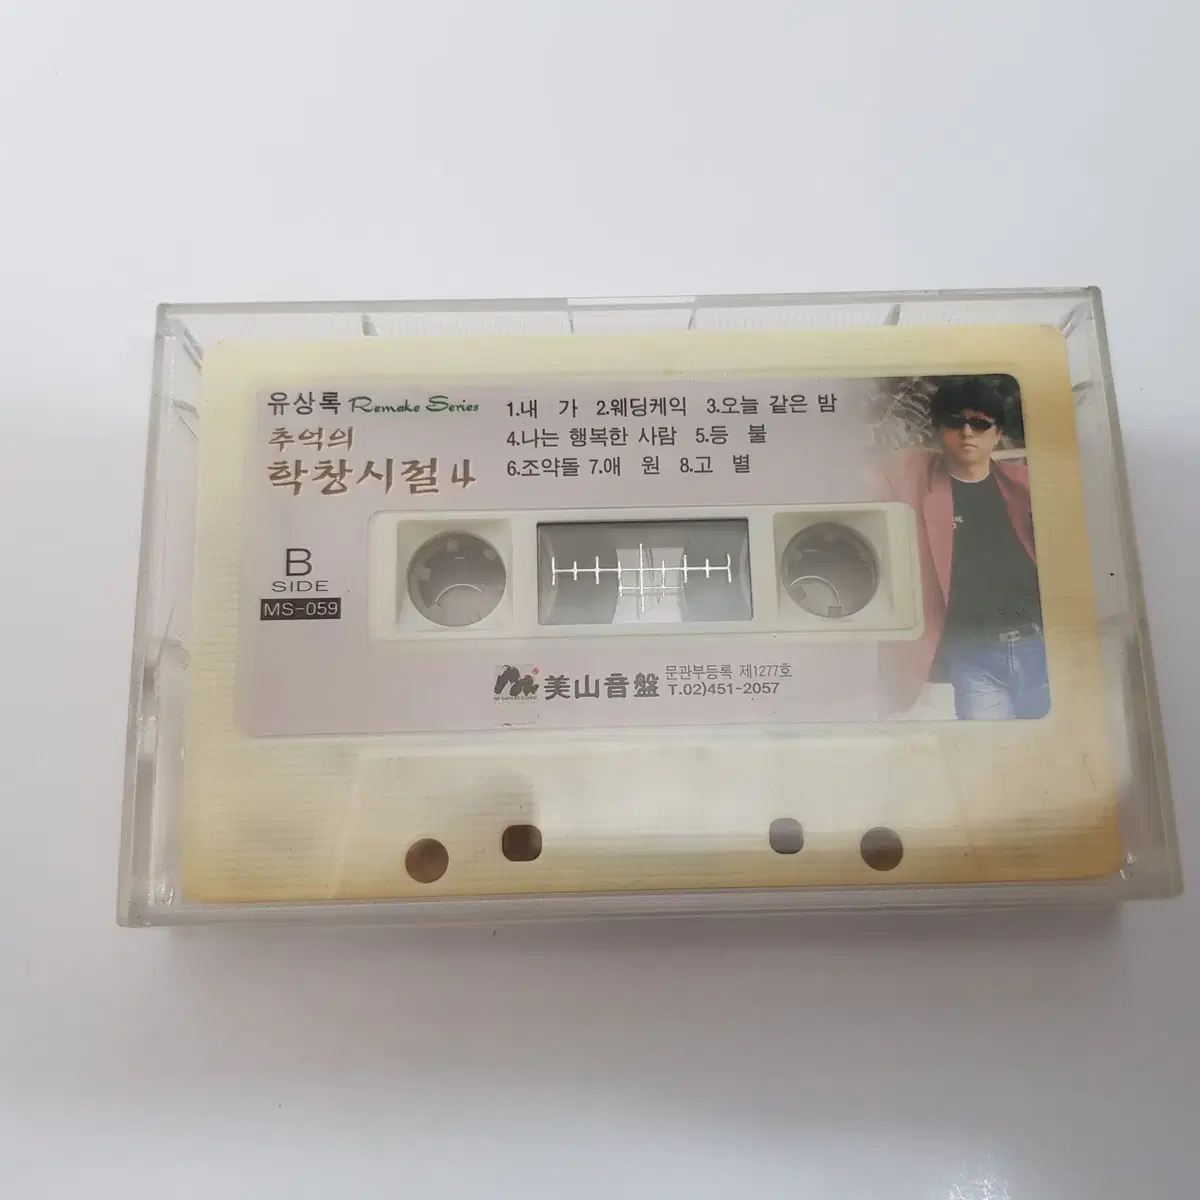 유상록 Remake Series
추억의
학창시절 4
1.내 가 2.웨딩케익 3.오늘 같은 밤
4.나는 행복한 사람 5.등 불
6.조약돌 7.애 원 8.고 별
B
SIDE
MS-059
美山音盤
문관부등록 제1277호
T.02)451-2057